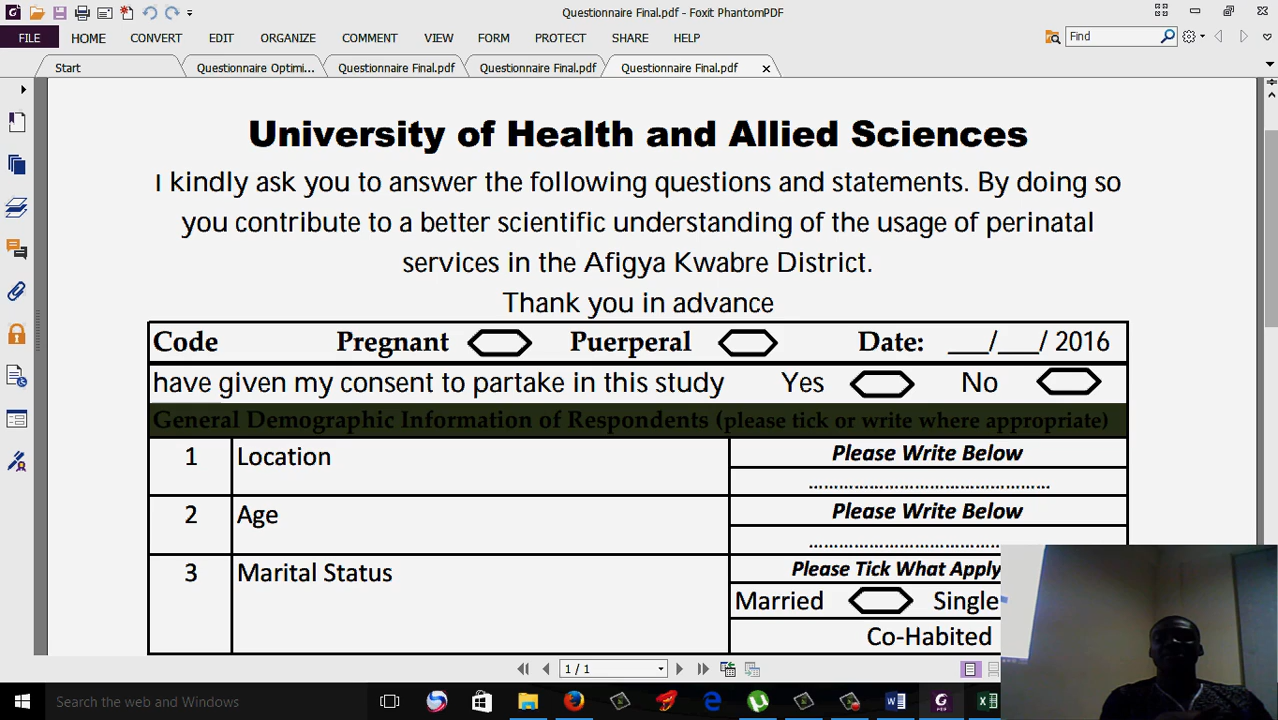 Questionnaire Final.pdf - Foxit PhantomPDF
FILE HOME CONVERT EDIT ORGANIZE COMMENT VIEW FORM PROTECT SHARE HELP Find
Start Questionnaire Optimi... Questionnaire Final.pdf Questionnaire Final.pdf Questionnaire Final.pdf
University of Health and Allied Sciences
I kindly ask you to answer the following questions and statements. By doing so
you contribute to a better scientific understanding of the usage of perinatal
services in the Afigya Kwabre District.
Thank you in advance
Code Pregnant Puerperal Date: ___/___/ 2016
have given my consent to partake in this study Yes No
General Demographic Information of Respondents (please tick or write where appropriate)
1 Location Please Write Below
................................................
2 Age Please Write Below
......................................
3 Marital Status Please Tick What Apply
Married Single
Co-Habited
1 / 1
Search the web and Windows